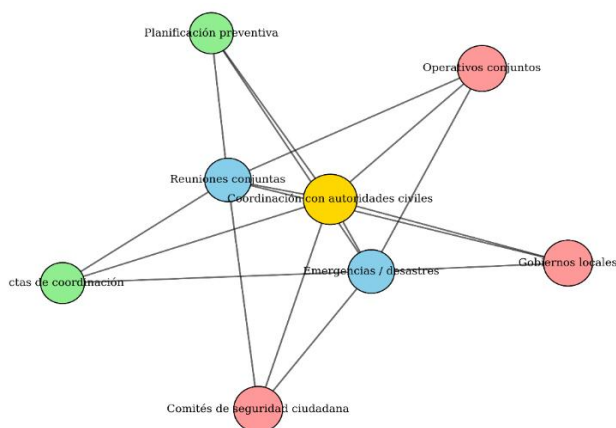 Planificación preventiva
Operativos conjuntos
Reuniones conjuntas
Coordinación con autoridades civiles
Gobiernos locales
Emergencias / desastres
ctas de coordinación
Comités de seguridad ciudadana